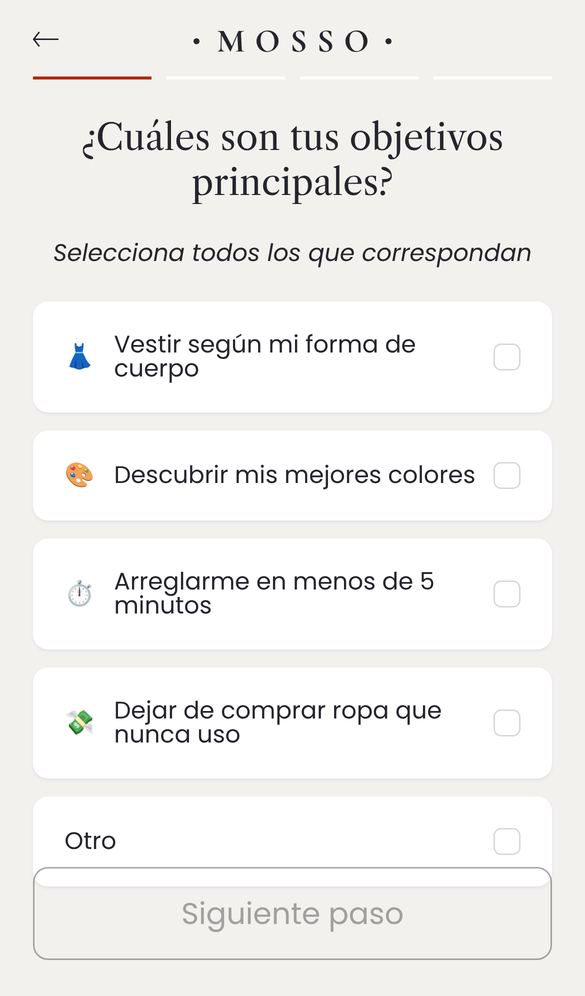 · MOSSO ·
¿Cuáles son tus objetivos
principales?
Selecciona todos los que correspondan
Vestir según mi forma de
cuerpo
Descubrir mis mejores colores
Arreglarme en menos de 5
minutos
Dejar de comprar ropa que
nunca uso
Otro
Siguiente paso